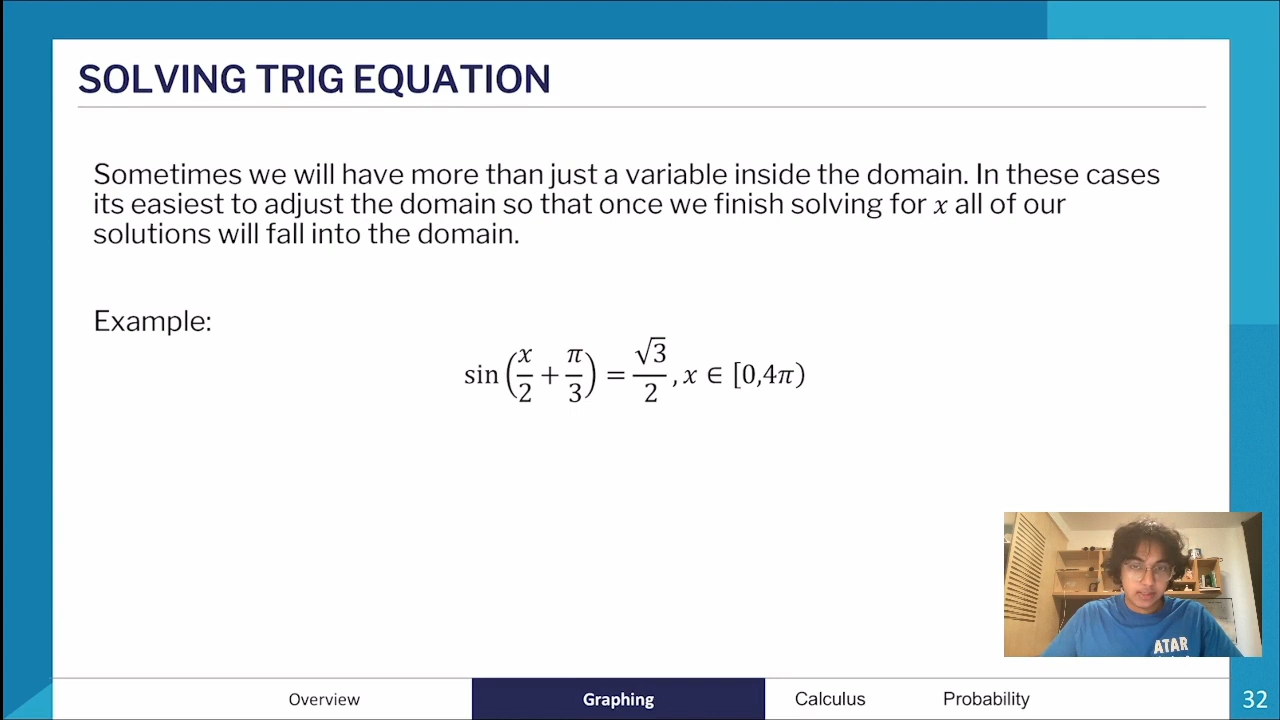 SOLVING TRIG EQUATION
Sometimes we will have more than just a variable inside the domain. In these cases
its easiest to adjust the domain so that once we finish solving for x all of our
solutions will fall into the domain.
Example:
sin(x/2 + π/3) = √3/2, x ∈ [0,4π)
ATAR
Overview Graphing Calculus Probability 32